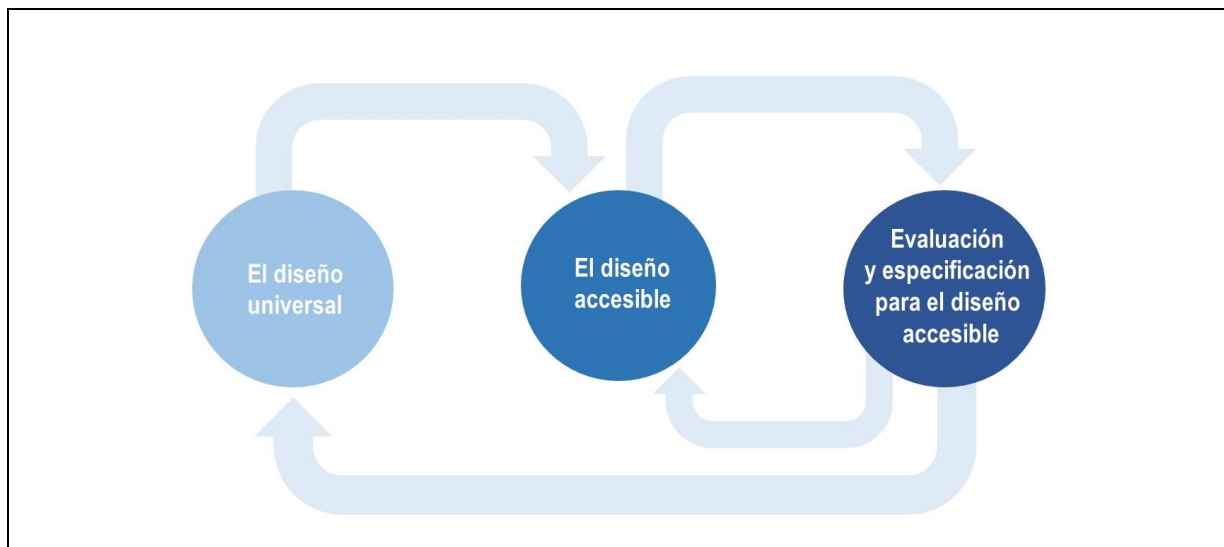 El diseño
universal
El diseño
accesible
Evaluación
y especificación
para el diseño
accesible